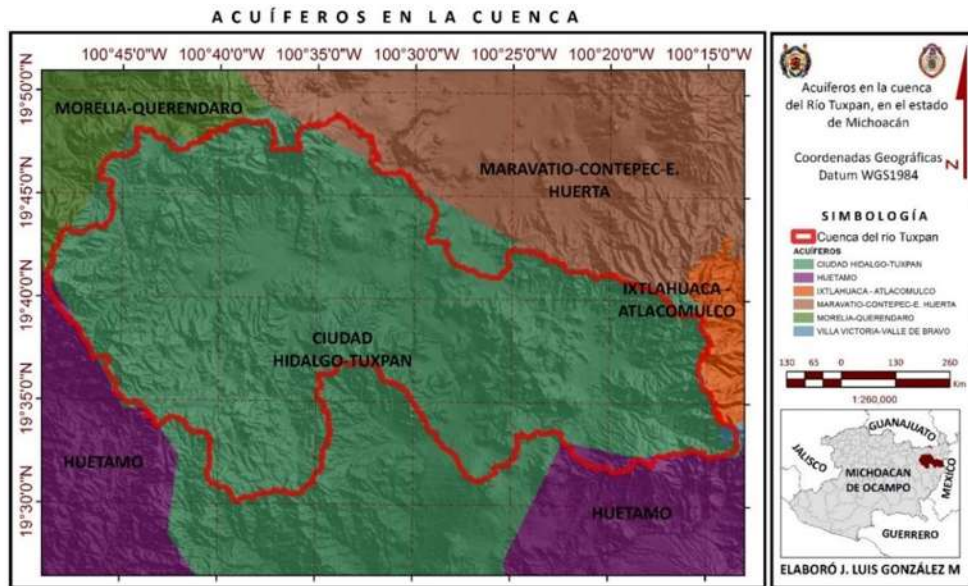 ACUÍFEROS EN LA CUENCA
100°45'0"W 100°40'0"W 100°35'0"W 100°30'0"W 100°25'0"W 100°20'0"W 100°15'0"W
19°50'0"N
19°45'0"N
19°40'0"N
19°35'0"N
19°30'0"N
MORELIA-QUERENDARO
MARAVATIO-CONTEPEC-E.
HUERTA
IXTLAHUACA -
ATLACOMULCO
CIUDAD
HIDALGO-TUXPAN
HUETAMO
HUETAMO
Acuiferos en la cuenca
del Río Tuxpan, en el estado
de Michoacán
Coordenadas Geográficas
Datum WGS1984
N
SIMBOLOGÍA
Cuenca del rio Tuxpan
ACUÍFEROS
CIUDAD HIDALGO-TUXPAN
HUETAMO
IXTLAHUACA - ATLACOMULCO
MARAVATIO-CONTEPEC-E. HUERTA
MORELIA-QUERENDARO
VILLA VICTORIA-VALLE DE BRAVO
130 65 0 130 260
Km
1:260,000
GUANAJUATO
JALISCO
MICHOACAN
DE OCAMPO
MÉXICO
GUERRERO
ELABORÓ J. LUIS GONZÁLEZ M